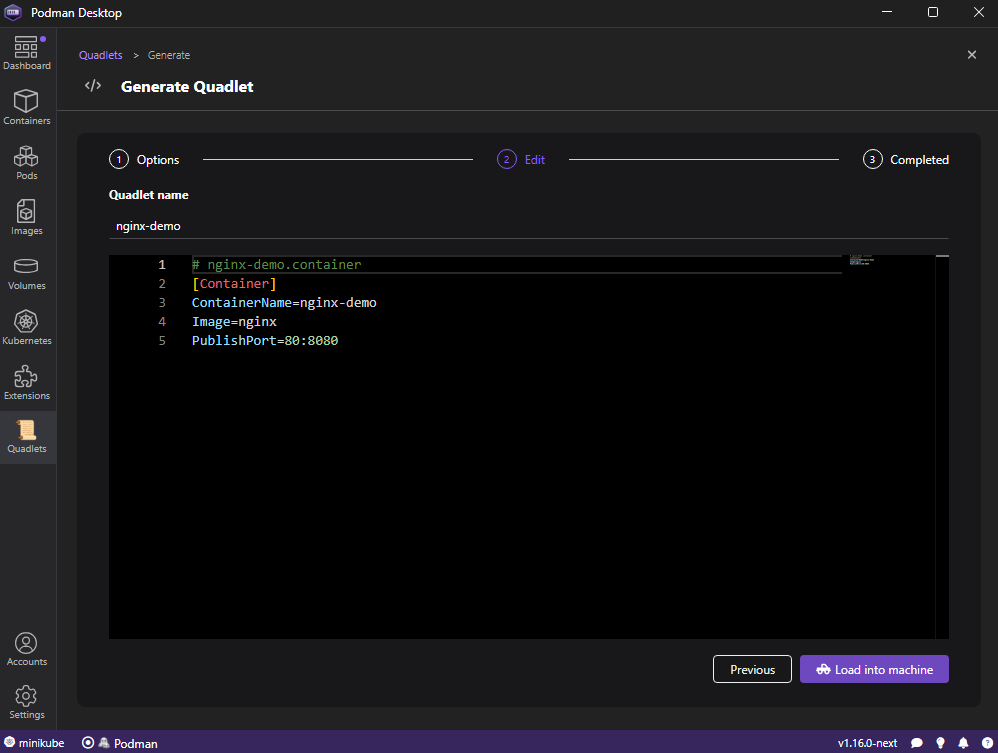 Podman Desktop
Dashboard
Containers
Pods
Images
Volumes
Kubernetes
Extensions
Quadlets
Accounts
Settings
Quadlets > Generate
</> Generate Quadlet
1 Options
2 Edit
3 Completed
Quadlet name
nginx-demo
1 # nginx-demo.container
2 [Container]
3 ContainerName=nginx-demo
4 Image=nginx
5 PublishPort=80:8080
Previous
Load into machine
minikube
Podman
v1.16.0-next